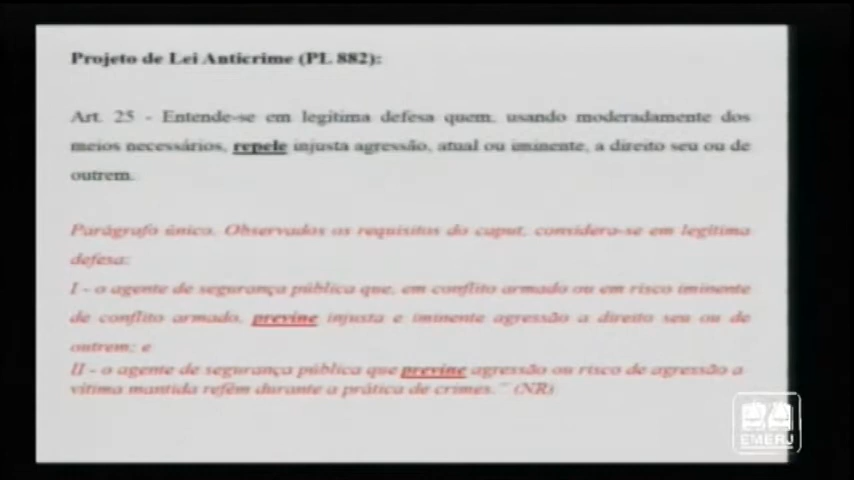 Projeto de Lei Anticrime (PL 882):
Art. 25 - Entende-se em legítima defesa quem, usando moderadamente dos
meios necessários, repele injusta agressão, atual ou iminente, a direito seu ou de
outrem.
Parágrafo único. Observados os requisitos do caput, considera-se em legítima
defesa:
I - o agente de segurança pública que, em conflito armado ou em risco iminente
de conflito armado, previne injusta e iminente agressão a direito seu ou de
outrem; e
II - o agente de segurança pública que previne agressão ou risco de agressão a
vítima mantida refém durante a prática de crimes." (NR)
EMERJ